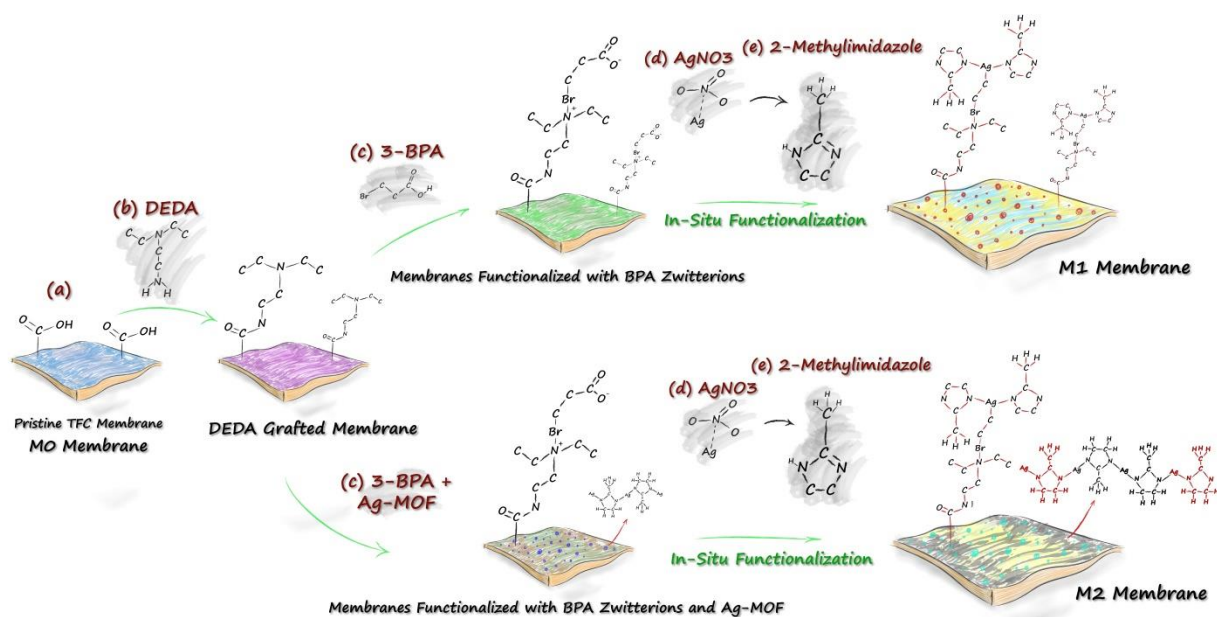 (a)
Pristine TFC Membrane
MO Membrane
(b) DEDA
DEDA Grafted Membrane
(c) 3-BPA
Membranes Functionalized with BPA Zwitterions
(d) AgNO3
(e) 2-Methylimidazole
In-Situ Functionalization
M1 Membrane
(c) 3-BPA +
Ag-MOF
Membranes Functionalized with BPA Zwitterions and Ag-MOF
(d) AgNO3
(e) 2-Methylimidazole
In-Situ Functionalization
M2 Membrane